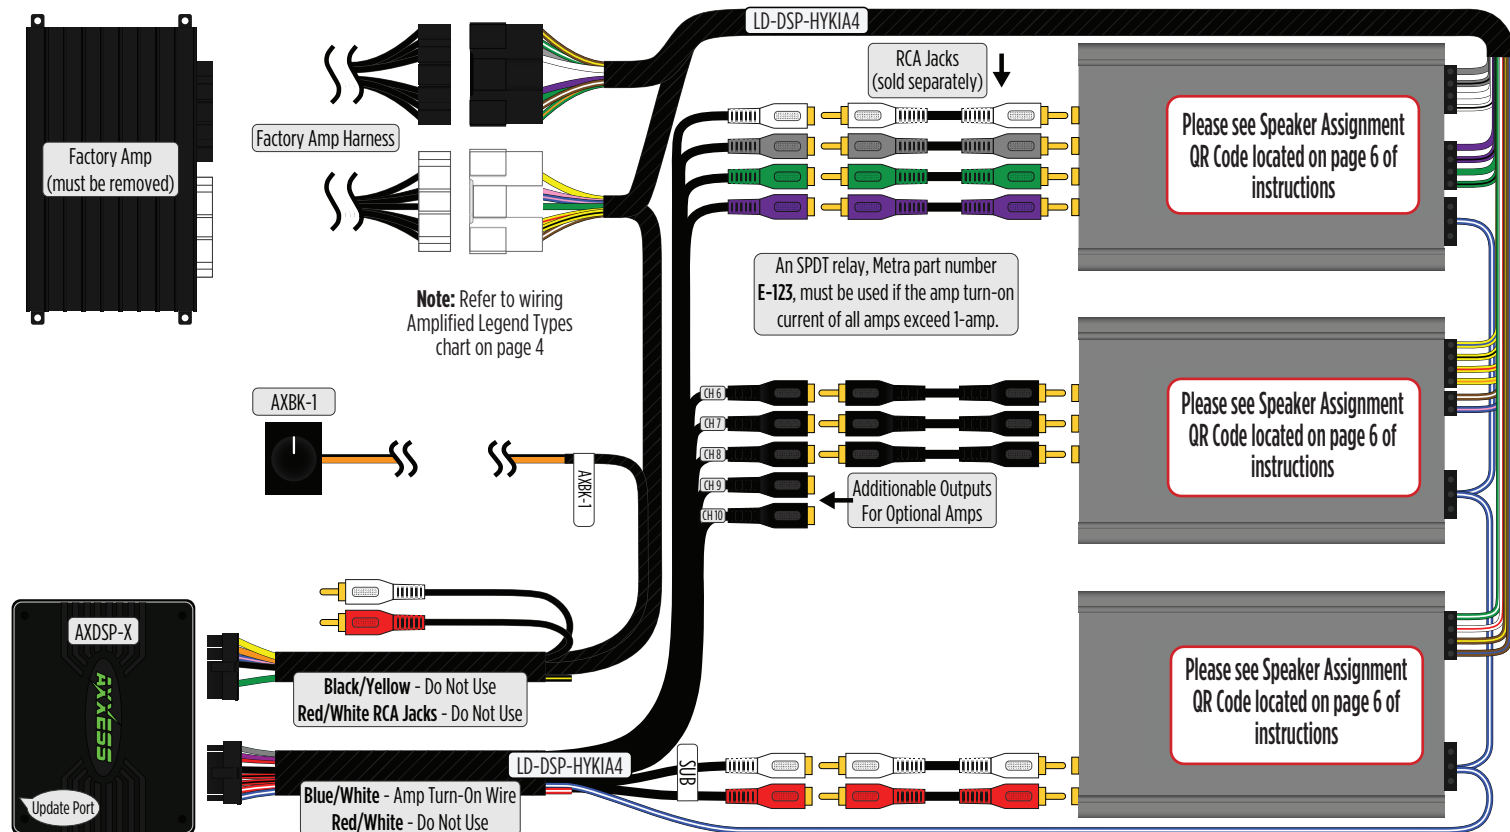 LD-DSP-HYKIA4
RCA Jacks
(sold separately)
Factory Amp
(must be removed)
Factory Amp Harness
Please see Speaker Assignment
QR Code located on page 6 of
instructions
An SPDT relay, Metra part number
E-123, must be used if the amp turn-on
current of all amps exceed 1-amp.
Note: Refer to wiring
Amplified Legend Types
chart on page 4
AXBK-1
AXBK-1
CH 6
CH 7
CH 8
CH 9
CH 10
Additionable Outputs
For Optional Amps
Please see Speaker Assignment
QR Code located on page 6 of
instructions
AXDSP-X
AXXESS
Update Port
Black/Yellow - Do Not Use
Red/White RCA Jacks - Do Not Use
LD-DSP-HYKIA4
Blue/White - Amp Turn-On Wire
Red/White - Do Not Use
SUB
Please see Speaker Assignment
QR Code located on page 6 of
instructions